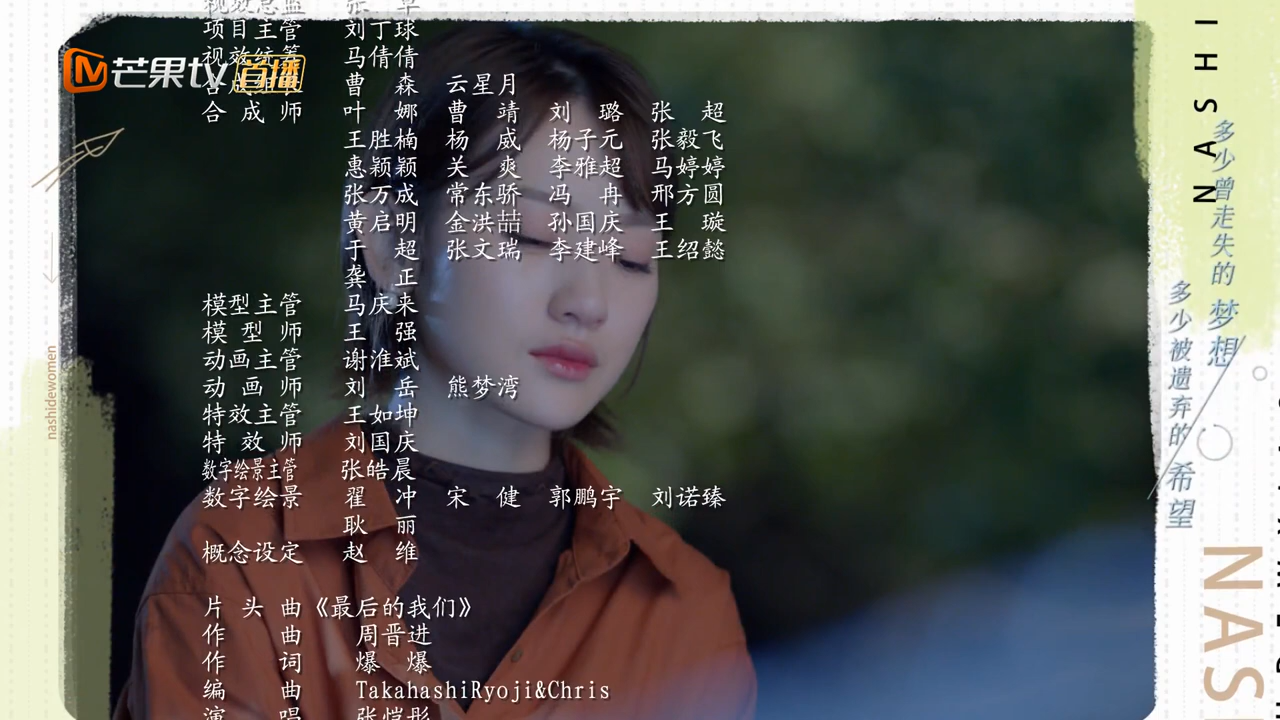 项目主管 刘丁球
视效统筹 马倩倩
曹 森 云星月
合成师 叶 娜 曹 靖 刘 璐 张 超
王胜楠 杨 威 杨子元 张毅飞
惠颖颖 关 爽 李雅超 马婷婷
张万成 常东骄 冯 冉 邢方圆
黄启明 金洪喆 孙国庆 王 璇
于 超 张文瑞 李建峰 王绍懿
龚 正
模型主管 马庆来
模型师 王 强
动画主管 谢淮斌
动画师 刘 岳 熊梦湾
特效主管 王如坤
特效师 刘国庆
数字绘景主管 张皓晨
数字绘景 翟 冲 宋 健 郭鹏宇 刘诺臻
耿 丽
概念设定 赵 维
片头曲《最后的我们》
作曲 周晋进
作词 爆 爆
编曲 TakahashiRyoji&Chris
演唱 张恺彤
芒果tv 首播
nashidewomen
NASHI
多少曾走失的梦想
多少被遗弃的希望
NAS